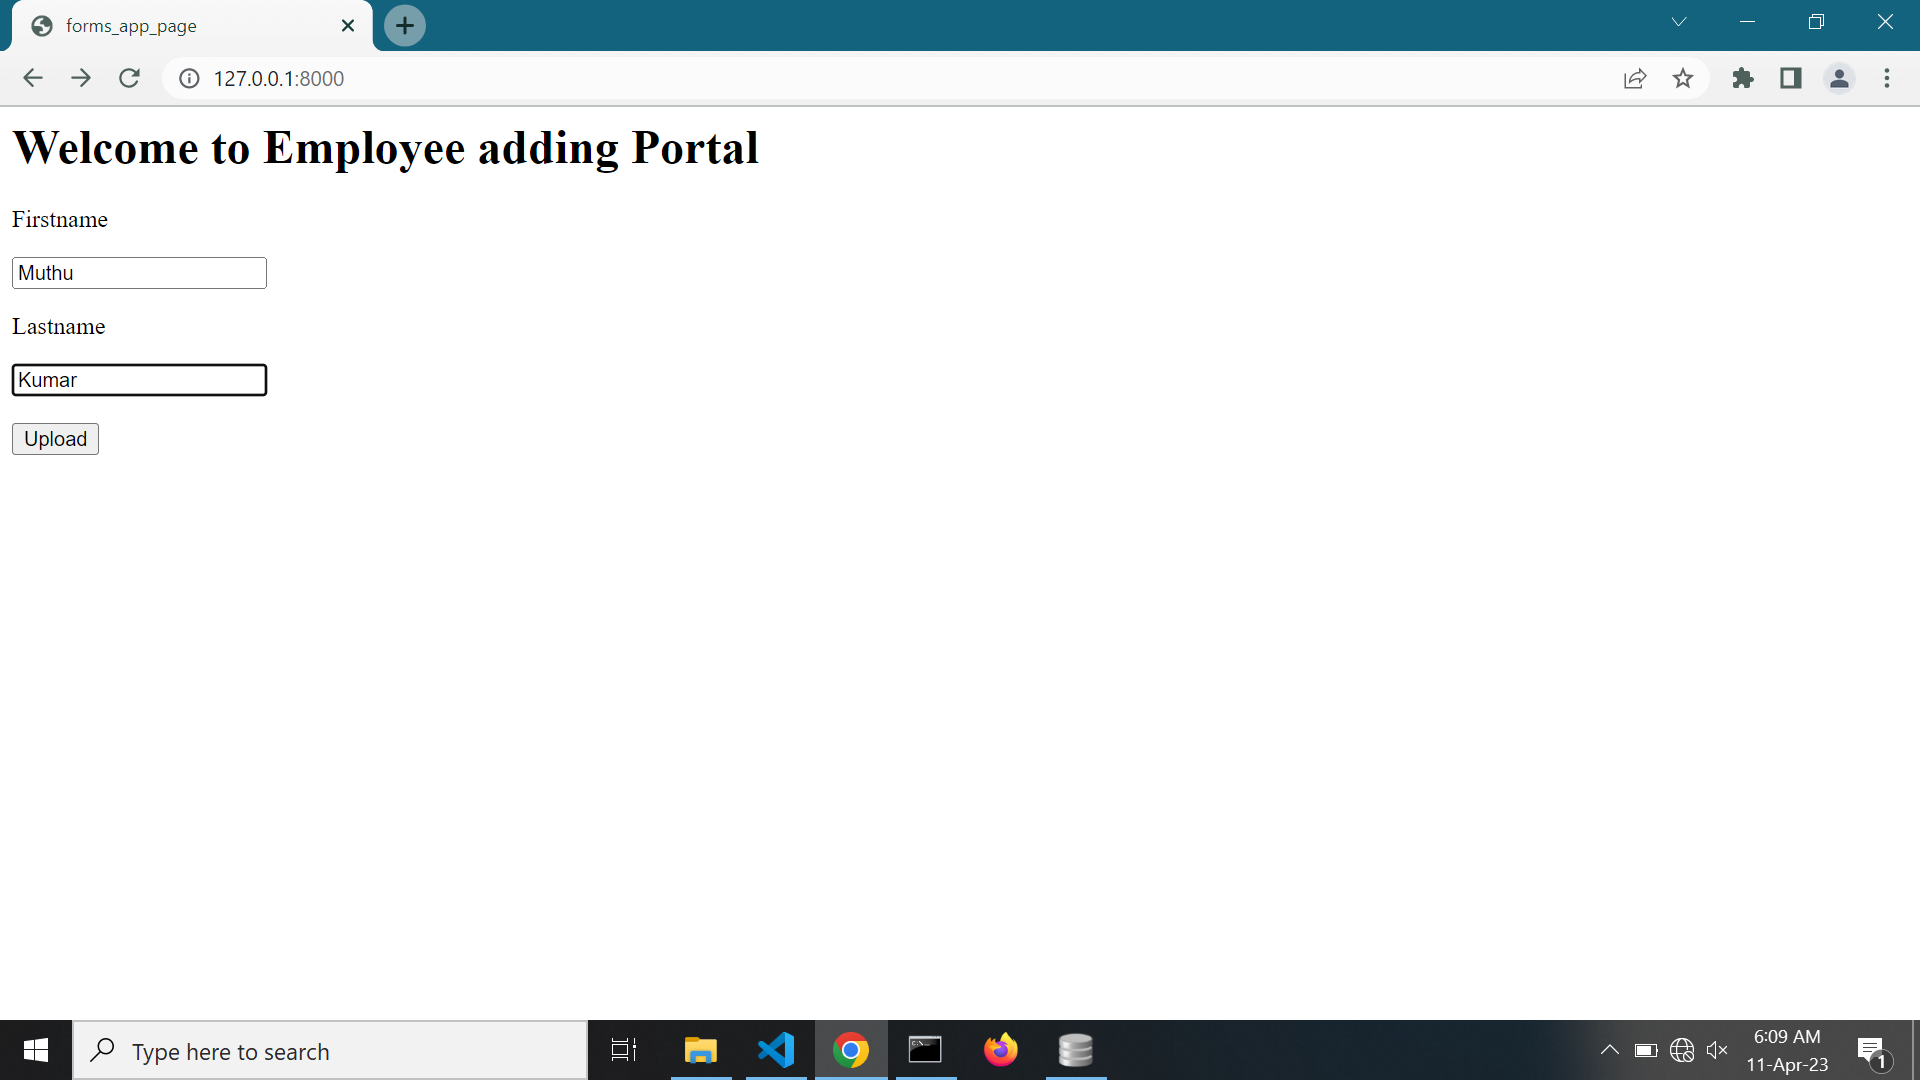 forms_app_page
127.0.0.1:8000
Welcome to Employee adding Portal
Firstname
Muthu
Lastname
Kumar
Upload
Type here to search
6:09 AM
11-Apr-23
1